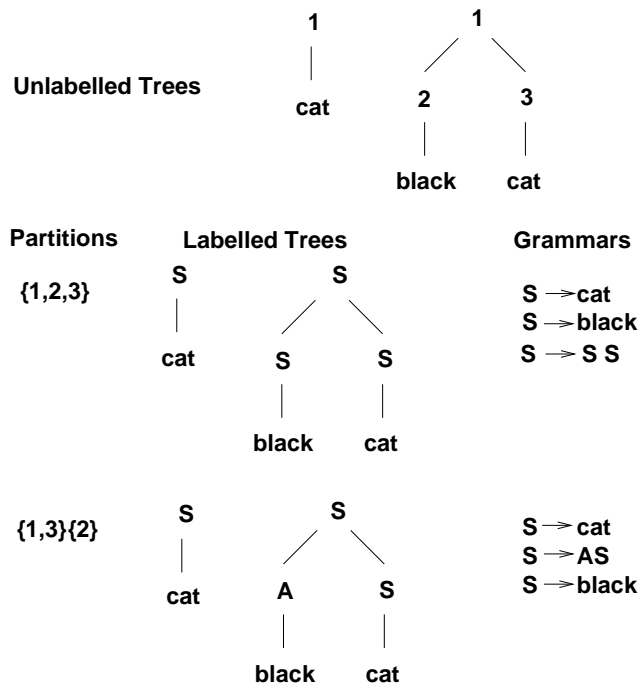 1 1
Unlabelled Trees
cat 2 3
black cat
Partitions Labelled Trees Grammars
{1,2,3} S S S → cat
S → black
cat S S S → S S
black cat
{1,3}{2} S S S → cat
S → AS
cat A S S → black
black cat